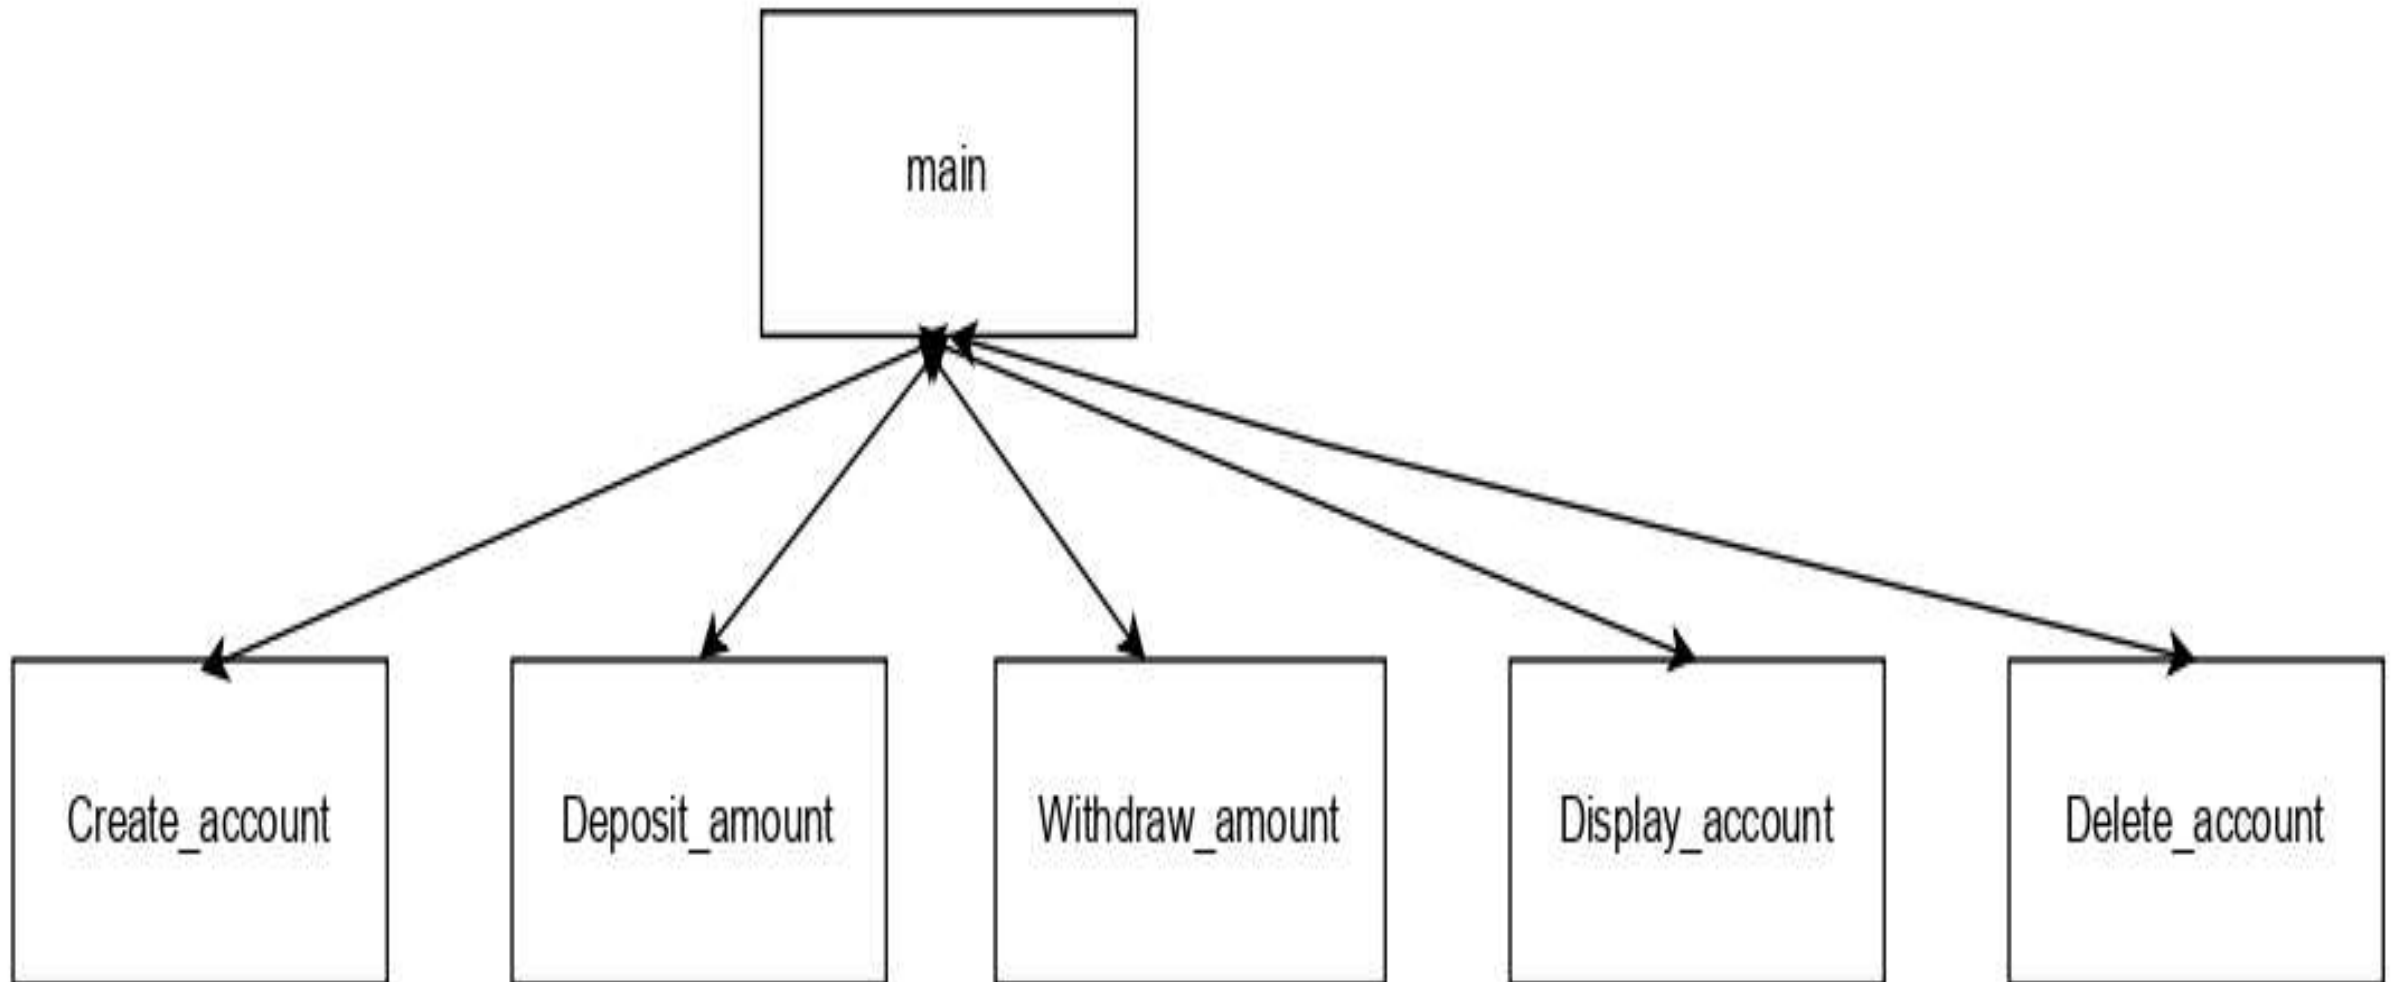 main
Create_account
Deposit_amount
Withdraw_amount
Display_account
Delete_account